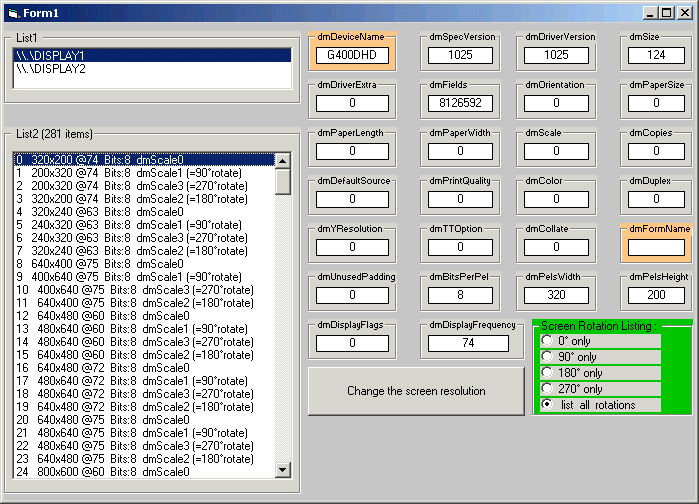 Form1
List1
\\.\DISPLAY1
\\.\DISPLAY2
List2 (281 items)
0 320x200 @74 Bits:8 dmScale0
1 200x320 @74 Bits:8 dmScale1 (=90°rotate)
2 200x320 @74 Bits:8 dmScale3 (=270°rotate)
3 320x200 @74 Bits:8 dmScale2 (=180°rotate)
4 320x240 @63 Bits:8 dmScale0
5 240x320 @63 Bits:8 dmScale1 (=90°rotate)
6 240x320 @63 Bits:8 dmScale3 (=270°rotate)
7 320x240 @63 Bits:8 dmScale2 (=180°rotate)
8 640x400 @75 Bits:8 dmScale0
9 400x640 @75 Bits:8 dmScale1 (=90°rotate)
10 400x640 @75 Bits:8 dmScale3 (=270°rotate)
11 640x400 @75 Bits:8 dmScale2 (=180°rotate)
12 640x480 @60 Bits:8 dmScale0
13 480x640 @60 Bits:8 dmScale1 (=90°rotate)
14 480x640 @60 Bits:8 dmScale3 (=270°rotate)
15 640x480 @60 Bits:8 dmScale2 (=180°rotate)
16 640x480 @72 Bits:8 dmScale0
17 480x640 @72 Bits:8 dmScale1 (=90°rotate)
18 480x640 @72 Bits:8 dmScale3 (=270°rotate)
19 640x480 @72 Bits:8 dmScale2 (=180°rotate)
20 640x480 @75 Bits:8 dmScale0
21 480x640 @75 Bits:8 dmScale1 (=90°rotate)
22 480x640 @75 Bits:8 dmScale3 (=270°rotate)
23 640x480 @75 Bits:8 dmScale2 (=180°rotate)
24 800x600 @60 Bits:8 dmScale0
dmDeviceName dmSpecVersion dmDriverVersion dmSize
G400DHD 1025 1025 124
dmDriverExtra dmFields dmOrientation dmPaperSize
0 8126592 0 0
dmPaperLength dmPaperWidth dmScale dmCopies
0 0 0 0
dmDefaultSource dmPrintQuality dmColor dmDuplex
0 0 0 0
dmYResolution dmTTOption dmCollate dmFormName
0 0 0
dmUnusedPadding dmBitsPerPel dmPelsWidth dmPelsHeight
0 8 320 200
dmDisplayFlags dmDisplayFrequency
0 74
Change the screen resolution
Screen Rotation Listing :
0° only
90° only
180° only
270° only
list all rotations